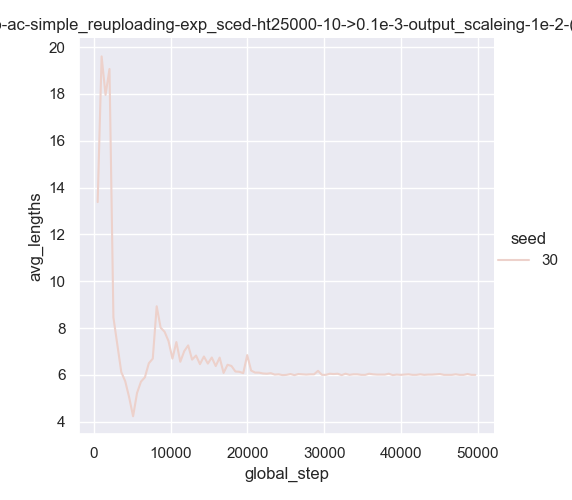 -ac-simple_reuploading-exp_sced-ht25000-10->0.1e-3-output_scaleing-1e-2-(
20
18
16
14
12
10
8
6
4
avg_lengths
0 10000 20000 30000 40000 50000
global_step
seed
30